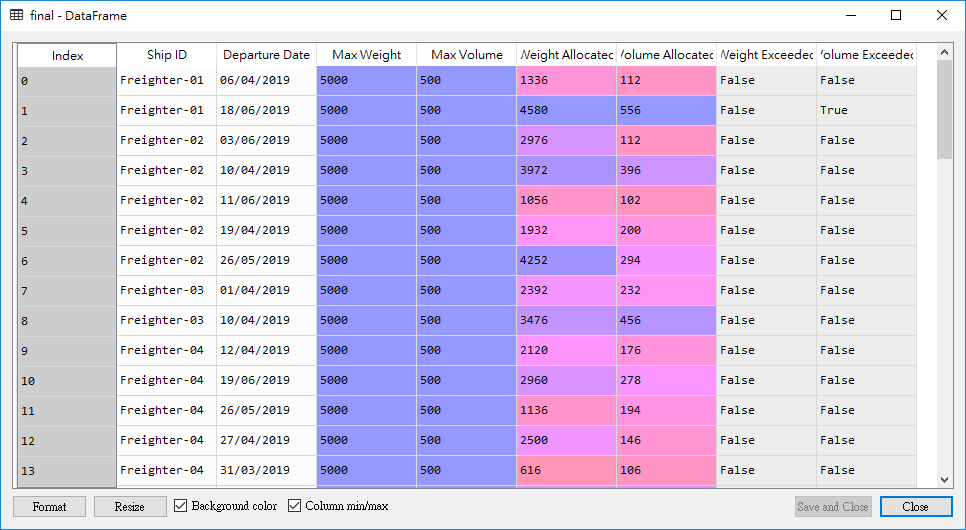 final - DataFrame
Index Ship ID Departure Date Max Weight Max Volume Weight Allocated Volume Allocated Weight Exceeded Volume Exceeded
0 Freighter-01 06/04/2019 5000 500 1336 112 False False
1 Freighter-01 18/06/2019 5000 500 4580 556 False True
2 Freighter-02 03/06/2019 5000 500 2976 112 False False
3 Freighter-02 10/04/2019 5000 500 3972 396 False False
4 Freighter-02 11/06/2019 5000 500 1056 102 False False
5 Freighter-02 19/04/2019 5000 500 1932 200 False False
6 Freighter-02 26/05/2019 5000 500 4252 294 False False
7 Freighter-03 01/04/2019 5000 500 2392 232 False False
8 Freighter-03 10/04/2019 5000 500 3476 456 False False
9 Freighter-04 12/04/2019 5000 500 2120 176 False False
10 Freighter-04 19/06/2019 5000 500 2960 278 False False
11 Freighter-04 26/05/2019 5000 500 1136 194 False False
12 Freighter-04 27/04/2019 5000 500 2500 146 False False
13 Freighter-04 31/03/2019 5000 500 616 106 False False
Format Resize Background color Column min/max Save and Close Close